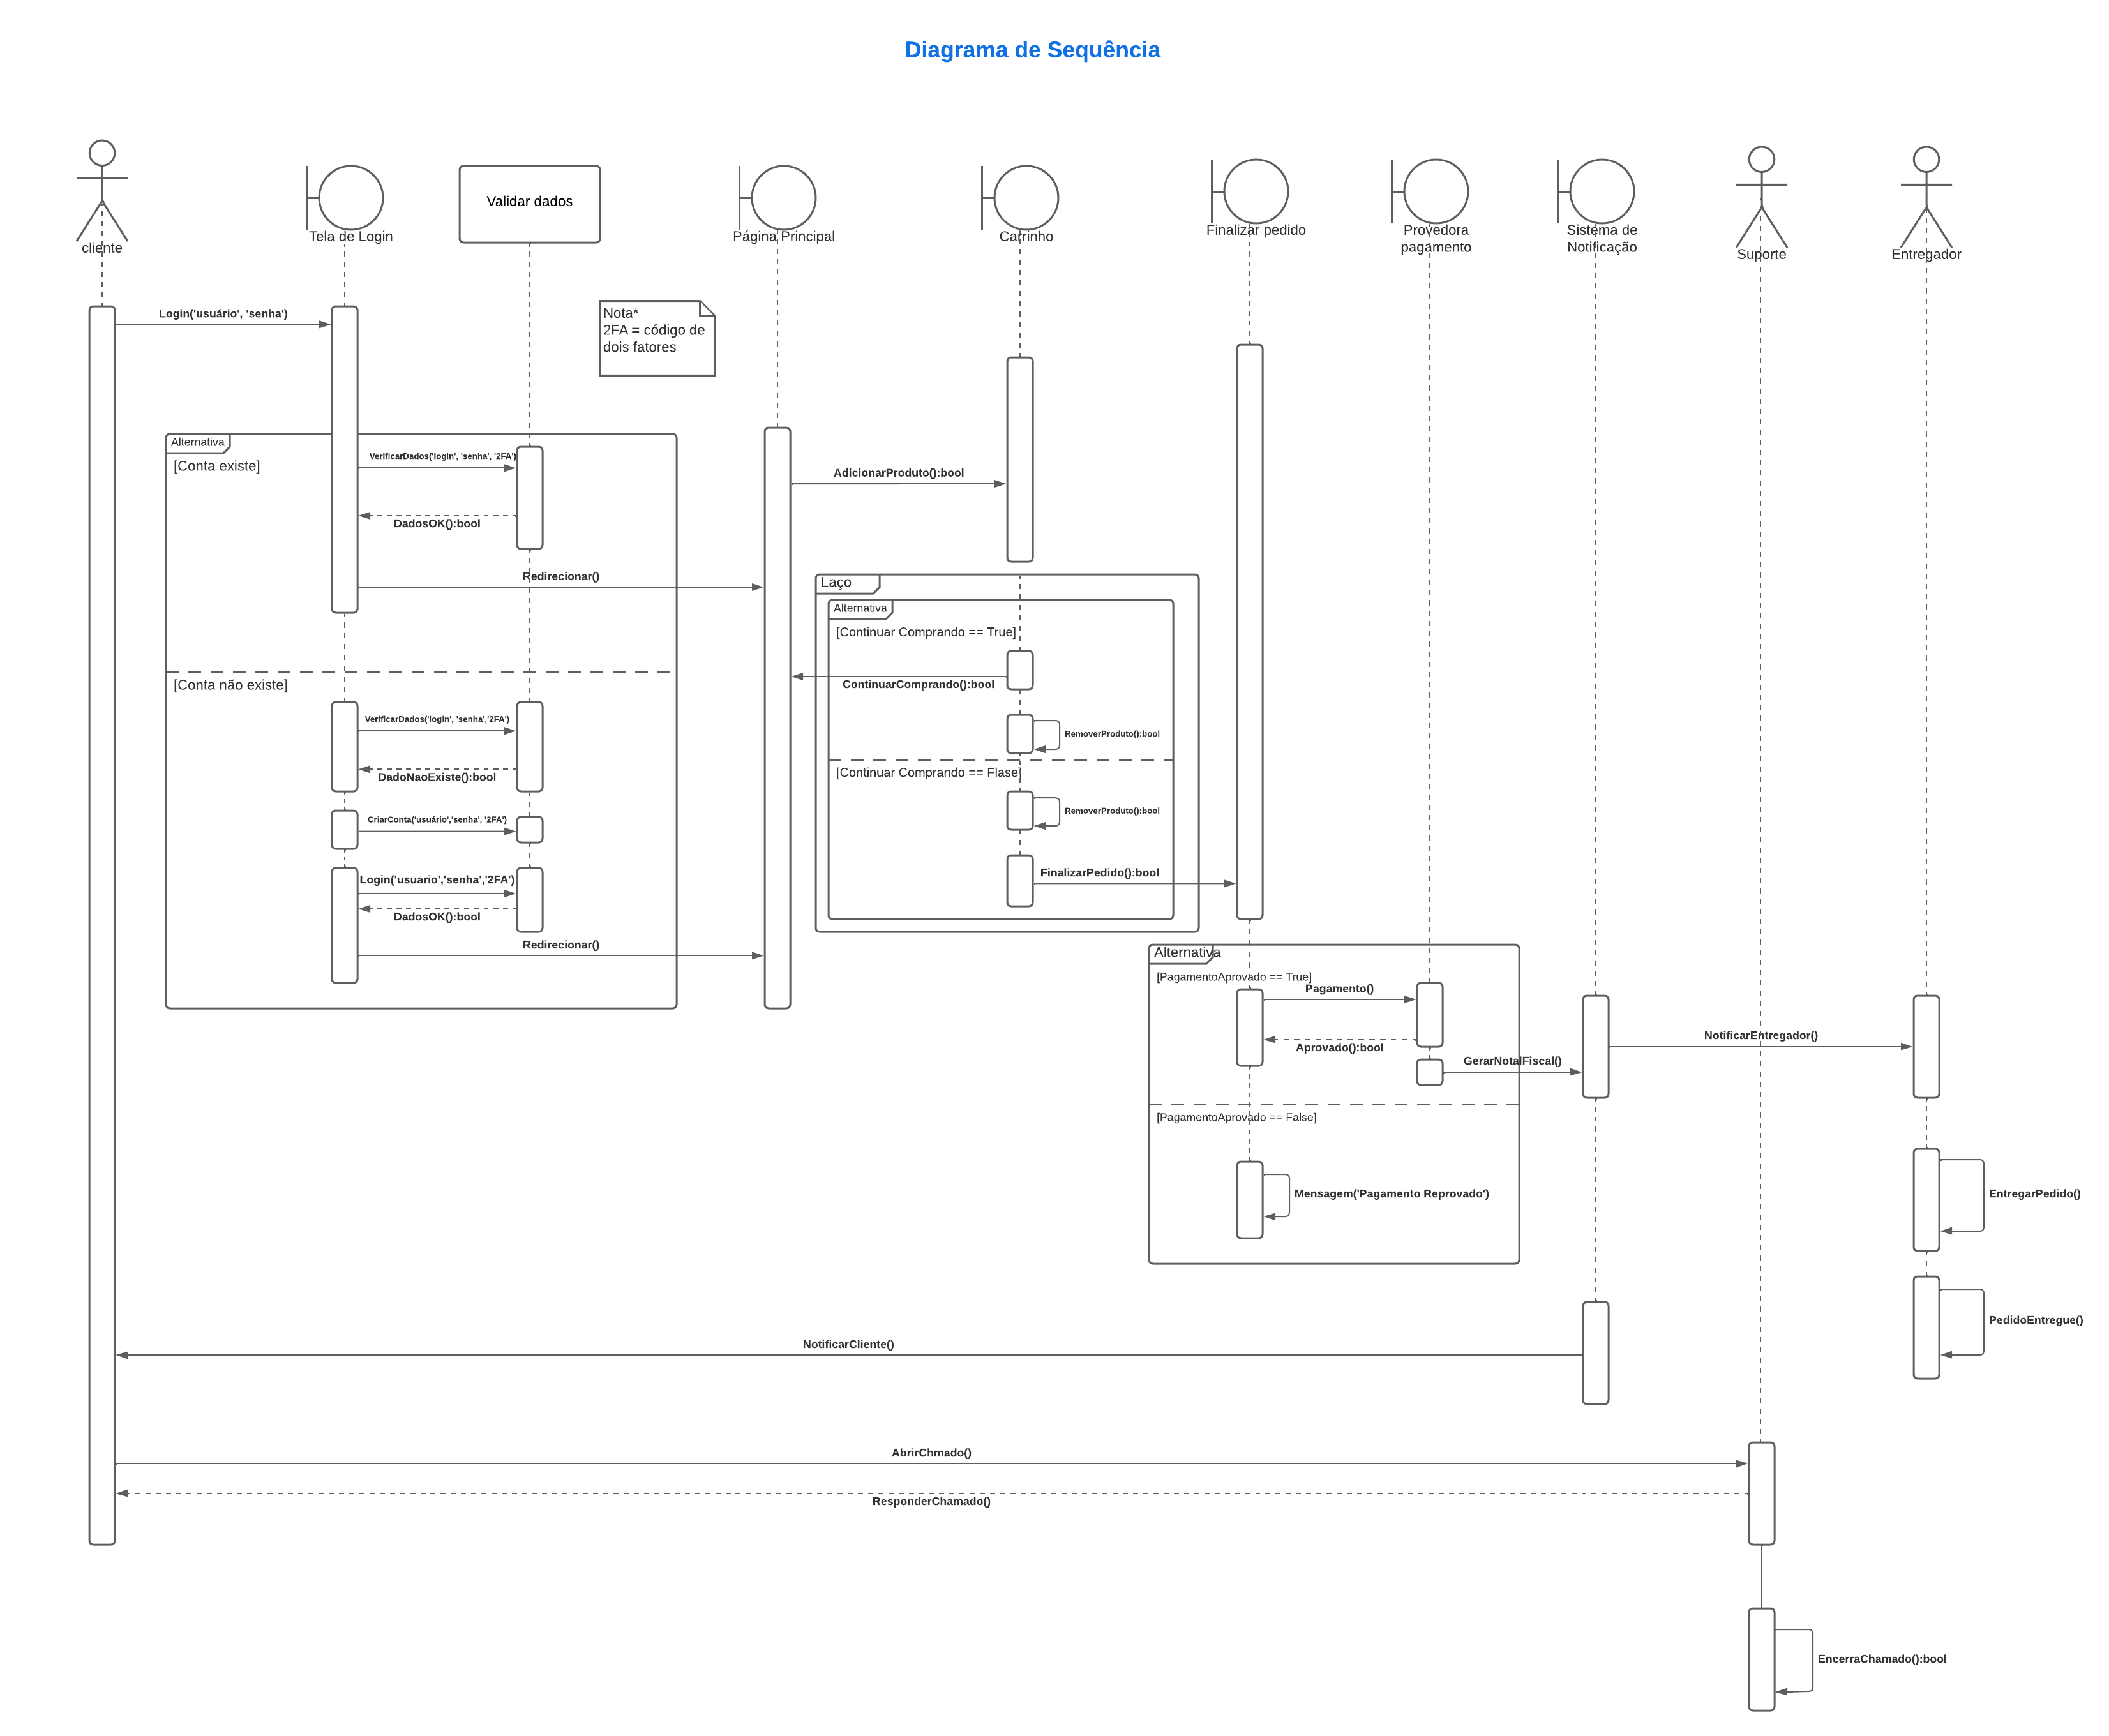 Diagrama de Sequência
cliente
Tela de Login
Validar dados
Página Principal
Carrinho
Finalizar pedido
Provedora
pagamento
Sistema de
Notificação
Suporte
Entregador
Login('usuário', 'senha')
Nota*
2FA = código de
dois fatores
Alternativa
[Conta existe]
VerificarDados('login', 'senha', '2FA')
DadosOK():bool
Redirecionar()
[Conta não existe]
VerificarDados('login', 'senha','2FA')
DadoNaoExiste():bool
CriarConta('usuário','senha', '2FA')
Login('usuario','senha','2FA')
DadosOK():bool
Redirecionar()
AdicionarProduto():bool
Laço
Alternativa
[Continuar Comprando == True]
ContinuarComprando():bool
RemoverProduto():bool
[Continuar Comprando == Flase]
RemoverProduto():bool
FinalizarPedido():bool
Alternativa
[PagamentoAprovado == True]
Pagamento()
Aprovado():bool
GerarNotalFiscal()
NotificarEntregador()
[PagamentoAprovado == False]
Mensagem('Pagamento Reprovado')
EntregarPedido()
PedidoEntregue()
NotificarCliente()
AbrirChmado()
ResponderChamado()
EncerraChamado():bool